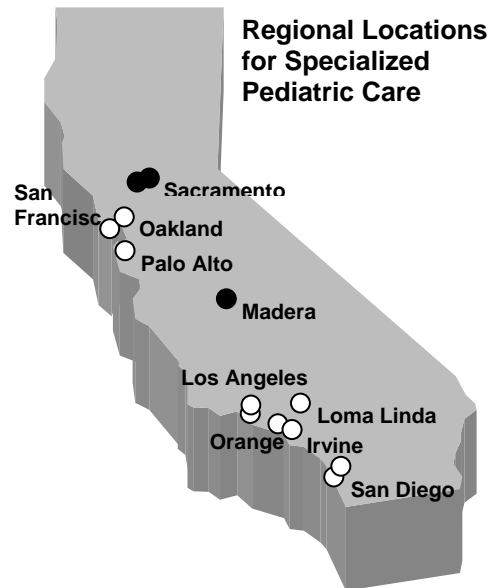 Regional Locations
for Specialized
Pediatric Care
Sacramento
San
Francisc
Oakland
Palo Alto
Madera
Los Angeles
Loma Linda
Orange
Irvine
San Diego